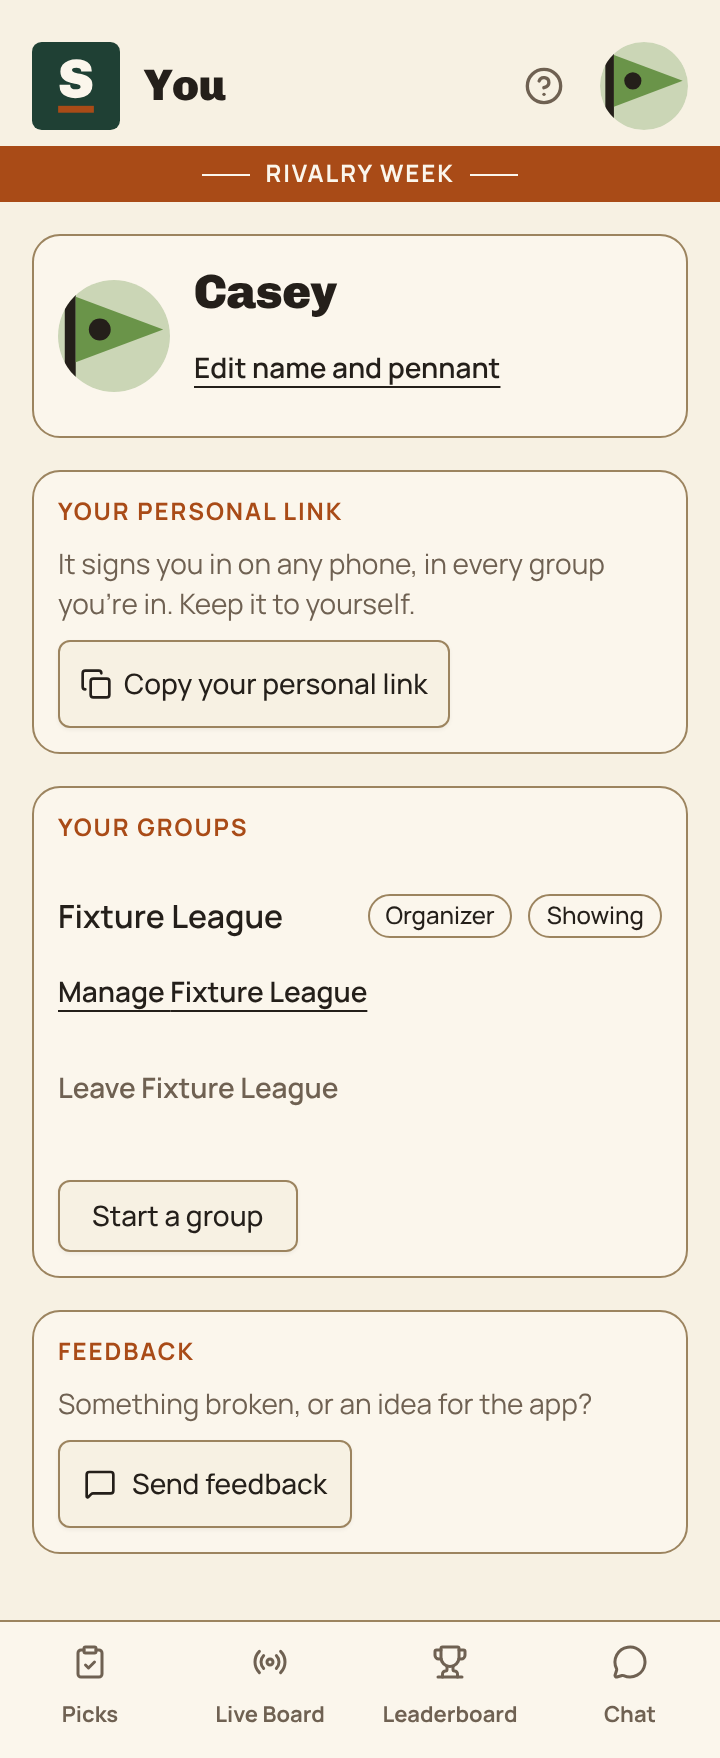 S
You
RIVALRY WEEK
Casey
Edit name and pennant
YOUR PERSONAL LINK
It signs you in on any phone, in every group
you’re in. Keep it to yourself.
Copy your personal link
YOUR GROUPS
Fixture League
Organizer
Showing
Manage Fixture League
Leave Fixture League
Start a group
FEEDBACK
Something broken, or an idea for the app?
Send feedback
Picks
Live Board
Leaderboard
Chat